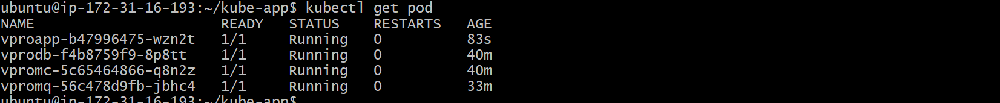 ubuntu@ip-172-31-16-193:~/kube-app$ kubectl get pod
NAME                       READY   STATUS    RESTARTS   AGE
vproapp-b47996475-wzn2t    1/1     Running   0          83s
vprodb-f4b8759f9-8p8tt     1/1     Running   0          40m
vpromc-5c65464866-q8n2z    1/1     Running   0          40m
vpromq-56c478d9fb-jbhc4    1/1     Running   0          33m
ubuntu@ip-172-31-16-193:~/kube-app$